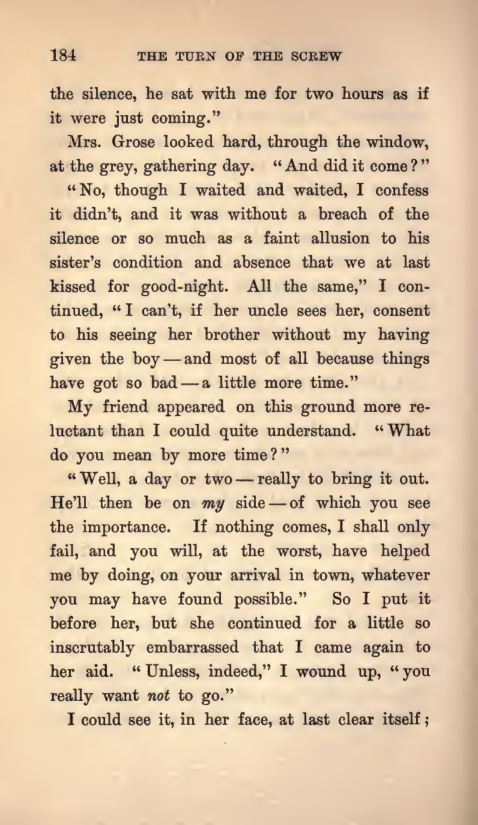 184 THE TURN OF THE SCREW
the silence, he sat with me for two hours as if
it were just coming.”
Mrs. Grose looked hard, through the window,
at the grey, gathering day. “And did it come?”
“No, though I waited and waited, I confess
it didn’t, and it was without a breach of the
silence or so much as a faint allusion to his
sister’s condition and absence that we at last
kissed for good-night. All the same,” I con-
tinued, “I can’t, if her uncle sees her, consent
to his seeing her brother without my having
given the boy — and most of all because things
have got so bad — a little more time.”
My friend appeared on this ground more re-
luctant than I could quite understand. “What
do you mean by more time?”
“Well, a day or two — really to bring it out.
He’ll then be on my side — of which you see
the importance. If nothing comes, I shall only
fail, and you will, at the worst, have helped
me by doing, on your arrival in town, whatever
you may have found possible.” So I put it
before her, but she continued for a little so
inscrutably embarrassed that I came again to
her aid. “Unless, indeed,” I wound up, “you
really want not to go.”
I could see it, in her face, at last clear itself;